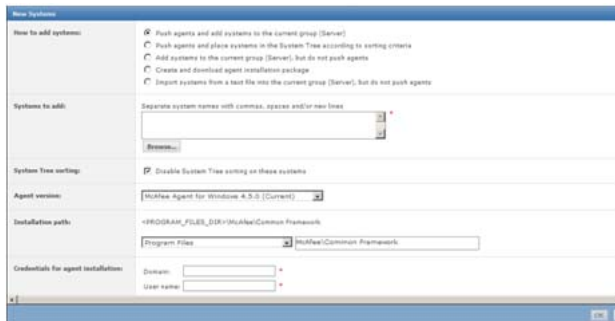 New Systems
How to add systems:
Push agents and add systems to the current group (Server)
Push agents and place systems in the System Tree according to sorting criteria
Add systems to the current group (Server), but do not push agents
Create and download agent installation package
Import systems from a text file into the current group (Server), but do not push agents
Systems to add:
Separate system names with commas, spaces and/or new lines
*
Browse...
System Tree sorting:
Disable System Tree sorting on these systems
Agent version:
McAfee Agent for Windows 4.5.0 (Current)
Installation path:
<PROGRAM_FILES_DIR>\McAfee\Common Framework
Program Files
McAfee\Common Framework
Credentials for agent installation:
Domain: *
User name: *
OK